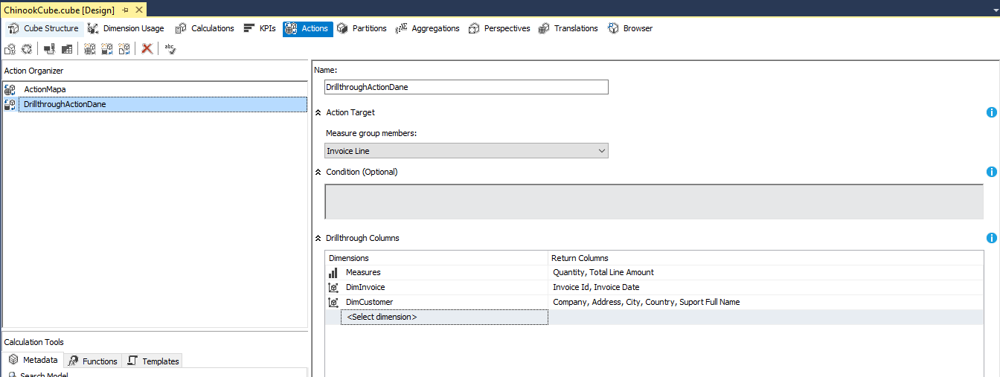 ChinookCube.cube [Design]
Cube Structure Dimension Usage Calculations KPIs Actions Partitions Aggregations Perspectives Translations Browser
abc
Action Organizer
ActionMapa
DrillthroughActionDane
Name:
DrillthroughActionDane
Action Target
Measure group members:
Invoice Line
Condition (Optional)
Drillthrough Columns
Dimensions Return Columns
Measures Quantity, Total Line Amount
DimInvoice Invoice Id, Invoice Date
DimCustomer Company, Address, City, Country, Suport Full Name
<Select dimension>
Calculation Tools
Metadata Functions Templates
Search Model